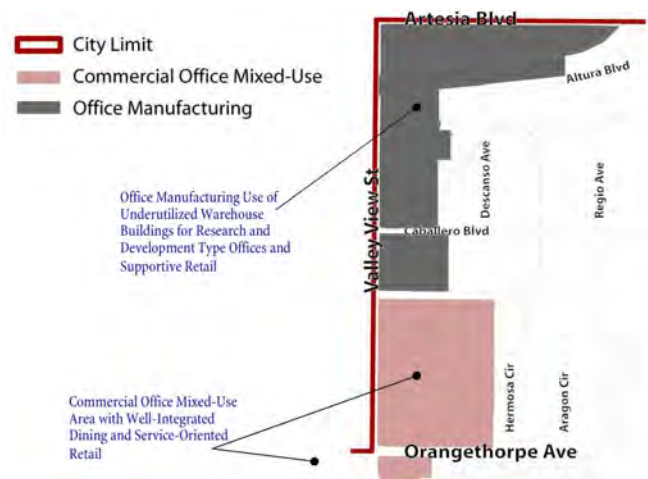 Artesia Blvd
City Limit
Commercial Office Mixed-Use
Office Manufacturing
Altura Blvd
Descanso Ave
Regio Ave
Office Manufacturing Use of
Underutilized Warehouse
Buildings for Research and
Development Type Offices and
Supportive Retail
Valley View St
Caballero Blvd
Hermosa Cir
Aragon Cir
Commercial Office Mixed-Use
Area with Well-Integrated
Dining and Service-Oriented
Retail
Orangethorpe Ave